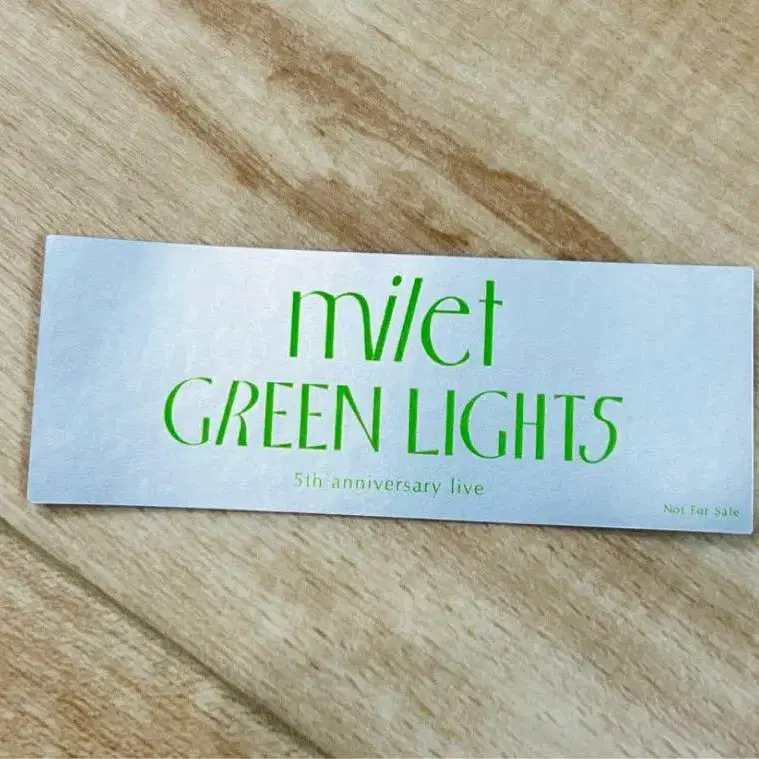 milet
GREEN LIGHTS
5th anniversary live
Not For Sale